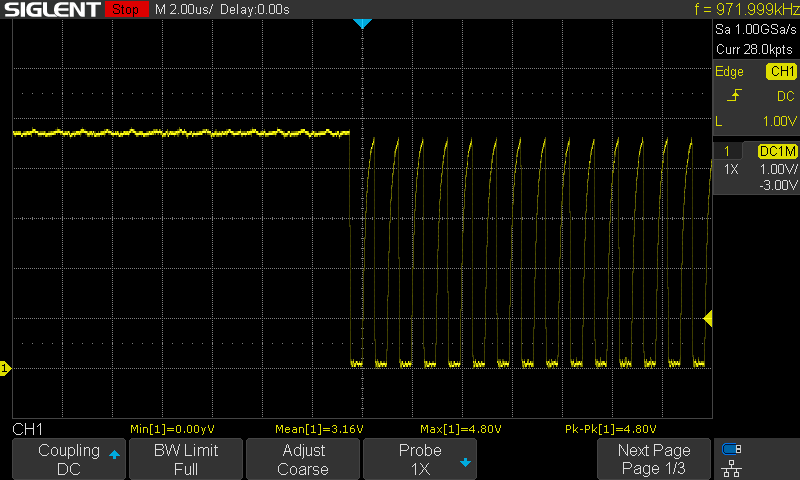 SIGLENT Stop M 2.00us/ Delay:0.00s f = 971.999kHz
Sa 1.00GSa/s
Curr 28.0kpts
Edge CH1
DC
L 1.00V
1 DC1M
1X 1.00V/
-3.00V
1
CH1 Min[1]=0.00yV Mean[1]=3.16V Max[1]=4.80V Pk-Pk[1]=4.80V
Coupling BW Limit Adjust Probe Next Page
DC Full Coarse 1X Page 1/3